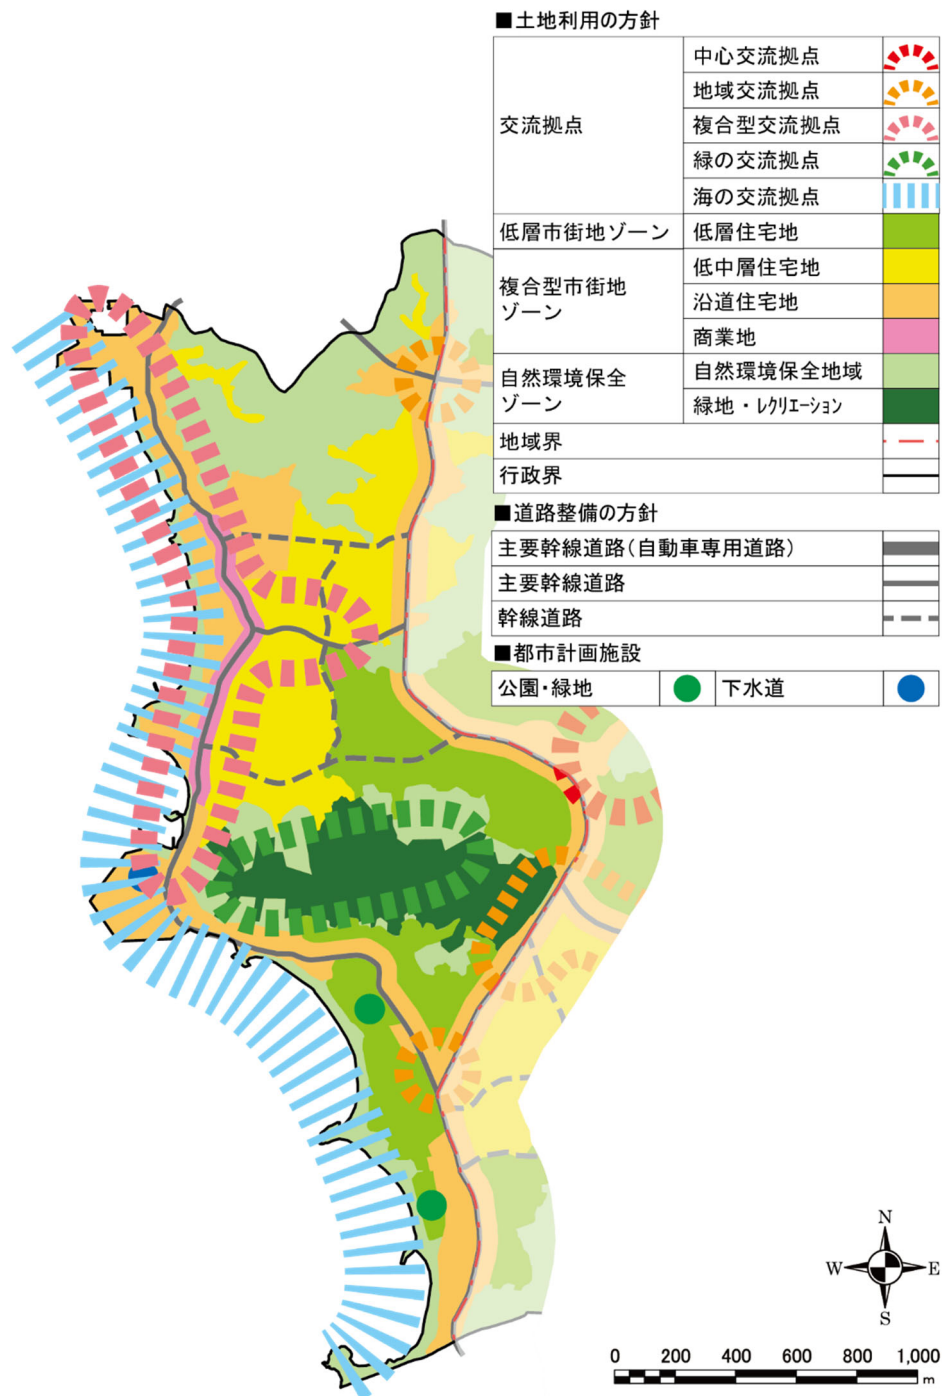 ■土地利用の方針
交流拠点
中心交流拠点
地域交流拠点
複合型交流拠点
緑の交流拠点
海の交流拠点
低層市街地ゾーン
低層住宅地
複合型市街地
ゾーン
低中層住宅地
沿道住宅地
商業地
自然環境保全
ゾーン
自然環境保全地域
緑地・レクリエーション
地域界
行政界
■道路整備の方針
主要幹線道路(自動車専用道路)
主要幹線道路
幹線道路
■都市計画施設
公園・緑地
下水道
N
W
E
S
0 200 400 600 800 1,000
m